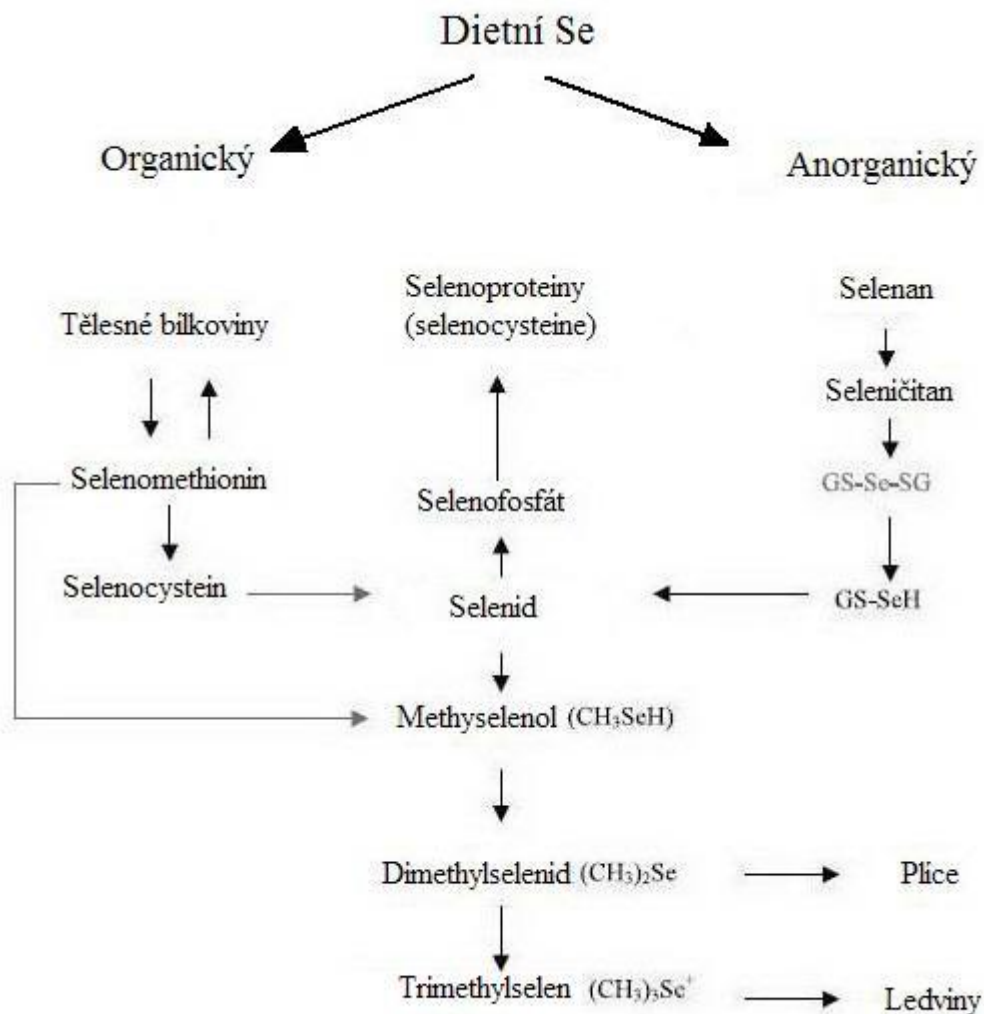 Dietní Se
Organický
Anorganický
Selenoproteiny
(selenocysteine)
Selenan
Tělesné bílkoviny
Seleničitan
Selenomethionin
Selenofosfát
GS-Se-SG
Selenocystein
Selenid
GS-SeH
Methyselenol (CH₃SeH)
Dimethylselenid (CH₃)₂Se
Plíce
Trimethylselen (CH₃)₃Se⁺
Ledviny